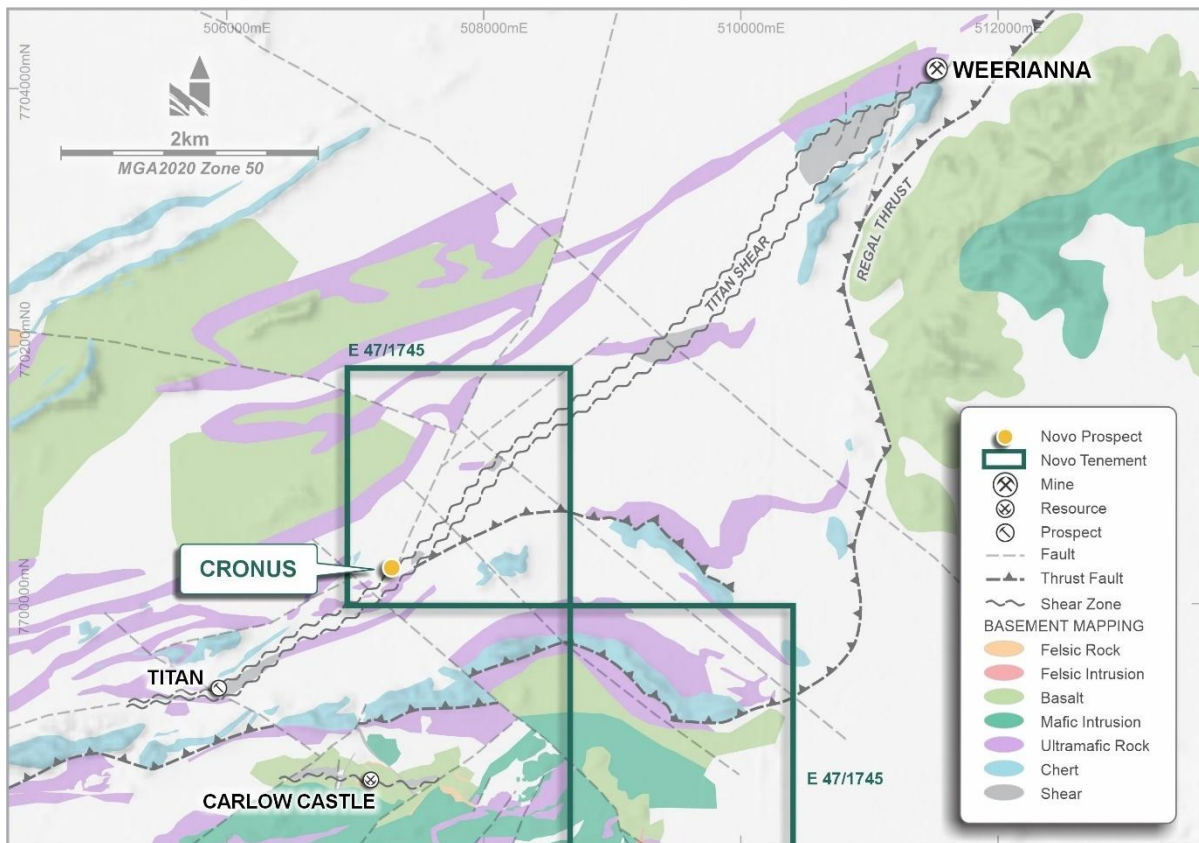 506000mE
508000mE
510000mE
512000mE
7704000mN
WEERIANNA
2km
MGA2020 Zone 50
TITAN SHEAR
REGAL THRUST
770200mN0
E 47/1745
CRONUS
7700000mN
TITAN
CARLOW CASTLE
E 47/1745
Novo Prospect
Novo Tenement
Mine
Resource
Prospect
Fault
Thrust Fault
Shear Zone
BASEMENT MAPPING
Felsic Rock
Felsic Intrusion
Basalt
Mafic Intrusion
Ultramafic Rock
Chert
Shear